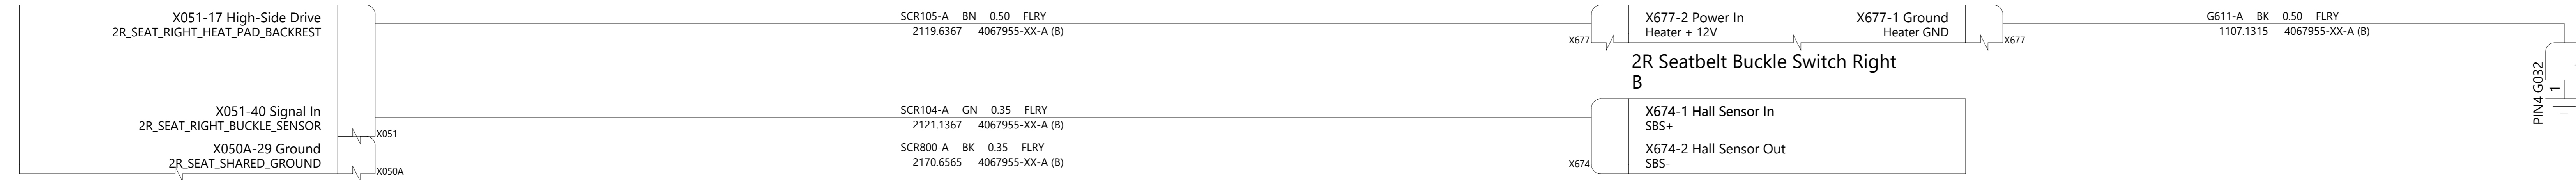 X051-17 High-Side Drive
2R_SEAT_RIGHT_HEAT_PAD_BACKREST
SCR105-A BN 0.50 FLRY
2119.6367 4067955-XX-A (B)
X677
X677-2 Power In
Heater + 12V
X677-1 Ground
Heater GND
X677
G611-A BK 0.50 FLRY
1107.1315 4067955-XX-A (B)
PIN4 G032
1
2R Seatbelt Buckle Switch Right
B
X051-40 Signal In
2R_SEAT_RIGHT_BUCKLE_SENSOR
X051
SCR104-A GN 0.35 FLRY
2121.1367 4067955-XX-A (B)
X674-1 Hall Sensor In
SBS+
X050A-29 Ground
2R_SEAT_SHARED_GROUND
X050A
SCR800-A BK 0.35 FLRY
2170.6565 4067955-XX-A (B)
X674
X674-2 Hall Sensor Out
SBS-